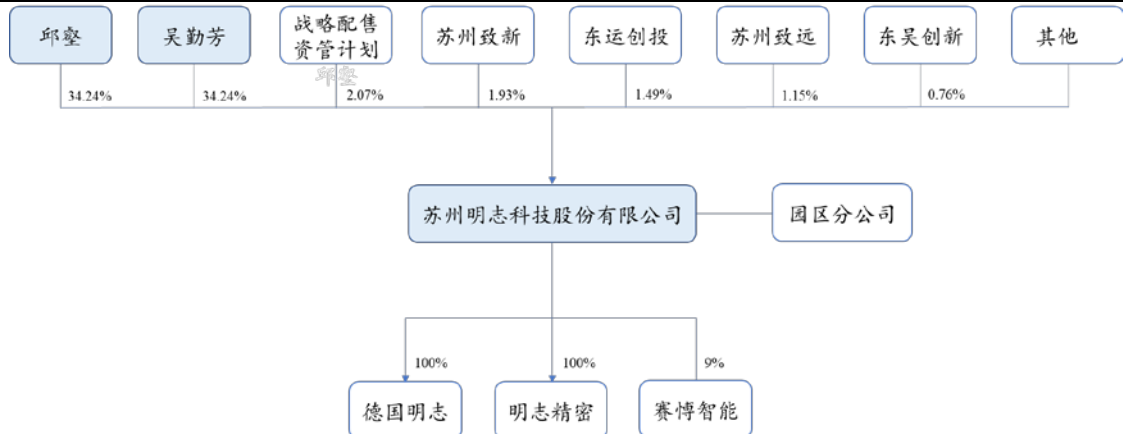 邱壑
吴勤芳
战略配售
资管计划
苏州致新
东运创投
苏州致远
东吴创新
其他
邱壑
34.24%
34.24%
2.07%
1.93%
1.49%
1.15%
0.76%
苏州明志科技股份有限公司
园区分公司
100%
100%
9%
德国明志
明志精密
赛博智能